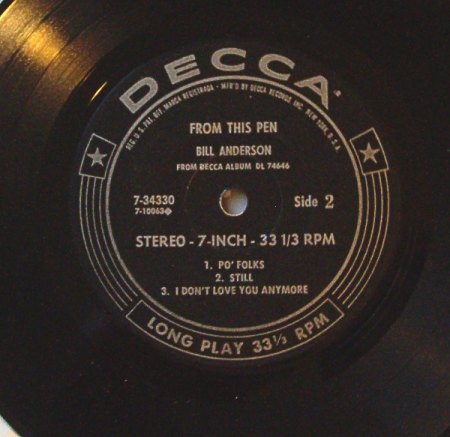 DECCA
REG. U.S. PAT. OFF. MARCA REGISTRADA - MF'D BY DECCA RECORDS INC. NEW YORK, U.S.A.
FROM THIS PEN
BILL ANDERSON
FROM DECCA ALBUM DL 74646
7-34330
7-10063
Side 2
STEREO - 7-INCH - 33 1/3 RPM
1. PO' FOLKS
2. STILL
3. I DON'T LOVE YOU ANYMORE
LONG PLAY 33⅓ RPM